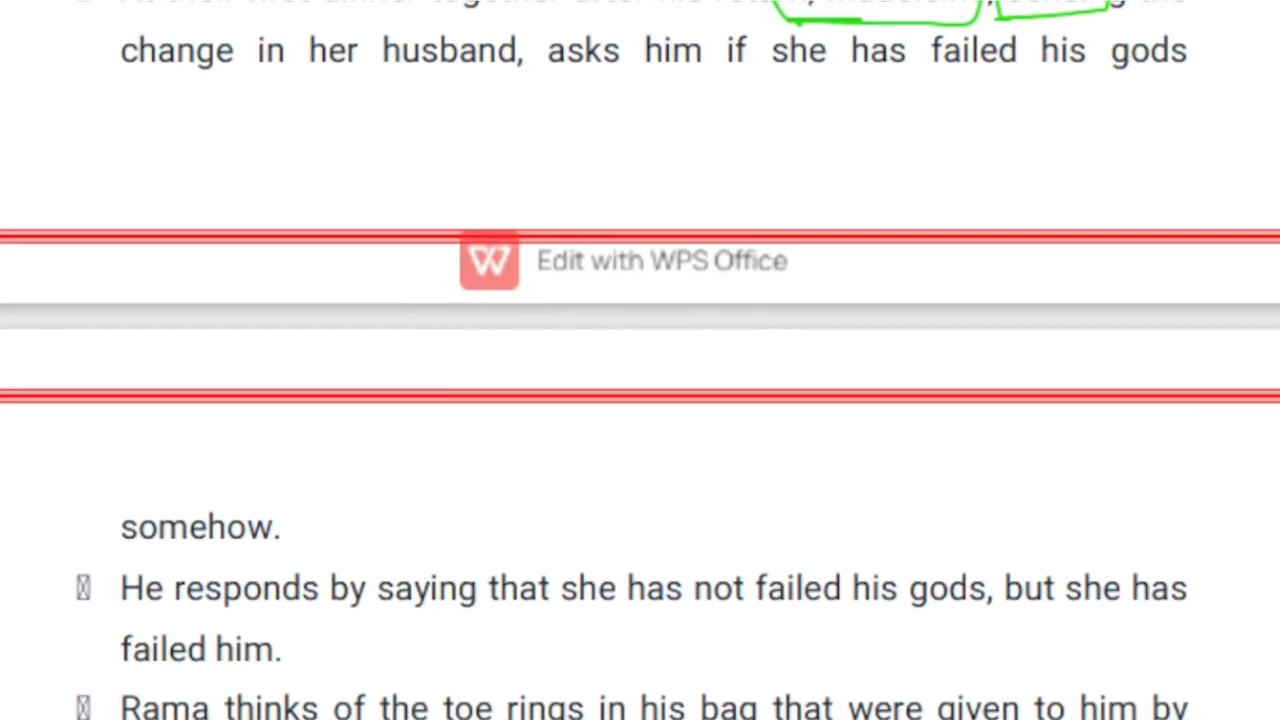 change in her husband, asks him if she has failed his gods
Edit with WPS Office
somehow.
He responds by saying that she has not failed his gods, but she has
failed him.
Rama thinks of the toe rings in his bag that were given to him by